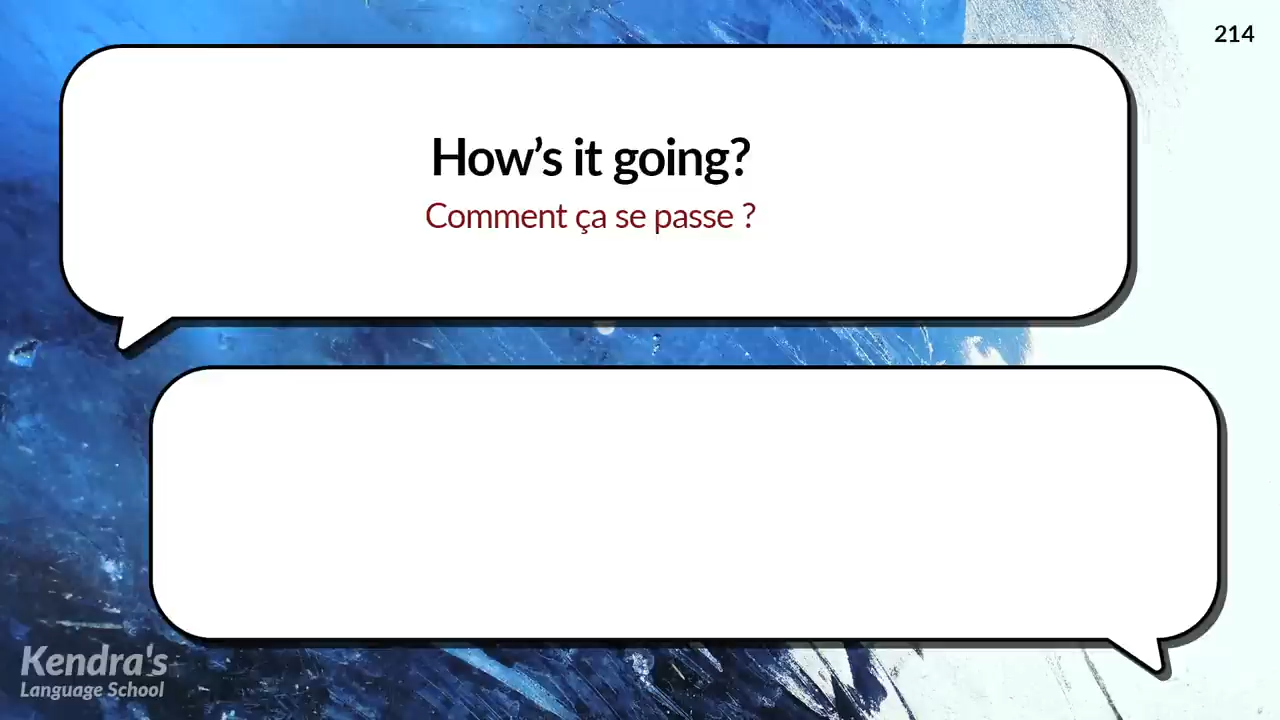 214
How’s it going?
Comment ça se passe ?
Kendra's
Language School